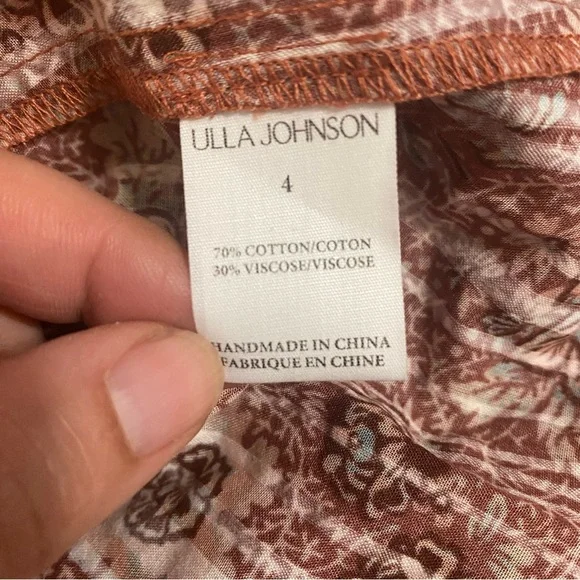 ULLA JOHNSON
4
70% COTTON/COTON
30% VISCOSE/VISCOSE
HANDMADE IN CHINA
FABRIQUE EN CHINE